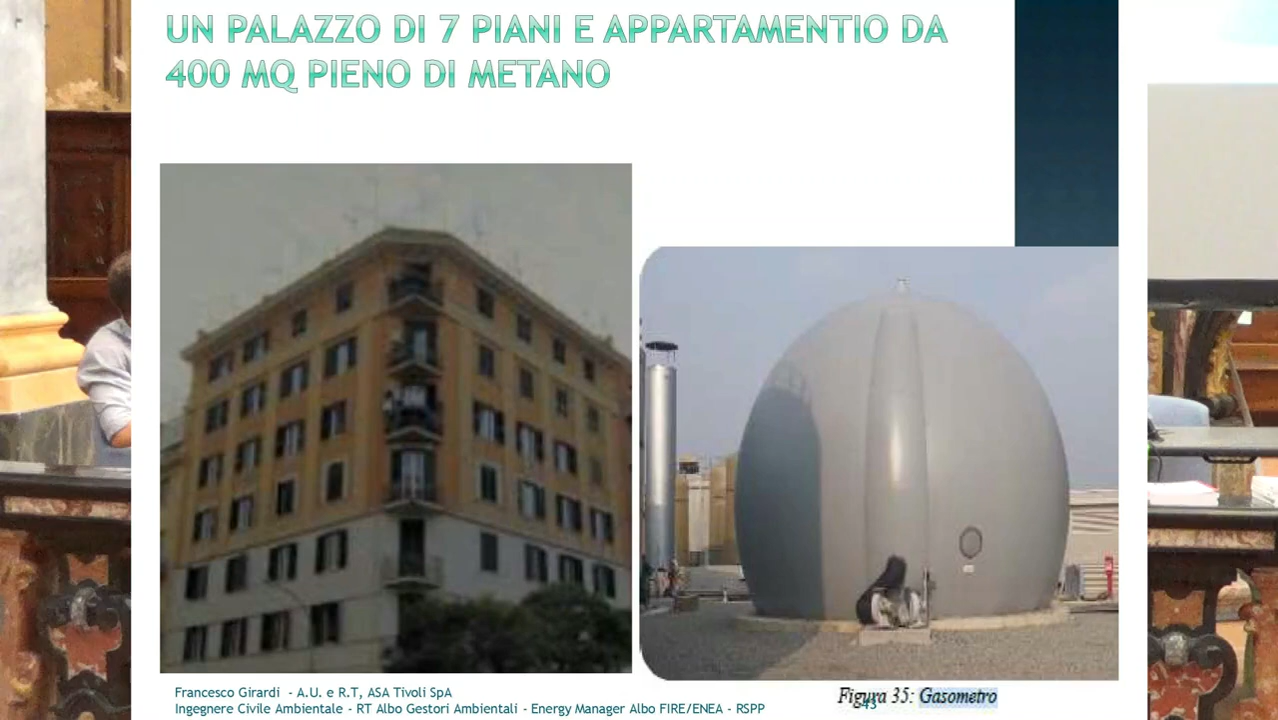 UN PALAZZO DI 7 PIANI E APPARTAMENTIO DA
400 MQ PIENO DI METANO
Figura 35: Gasometro
43
Francesco Girardi - A.U. e R.T, ASA Tivoli SpA
Ingegnere Civile Ambientale - RT Albo Gestori Ambientali - Energy Manager Albo FIRE/ENEA - RSPP